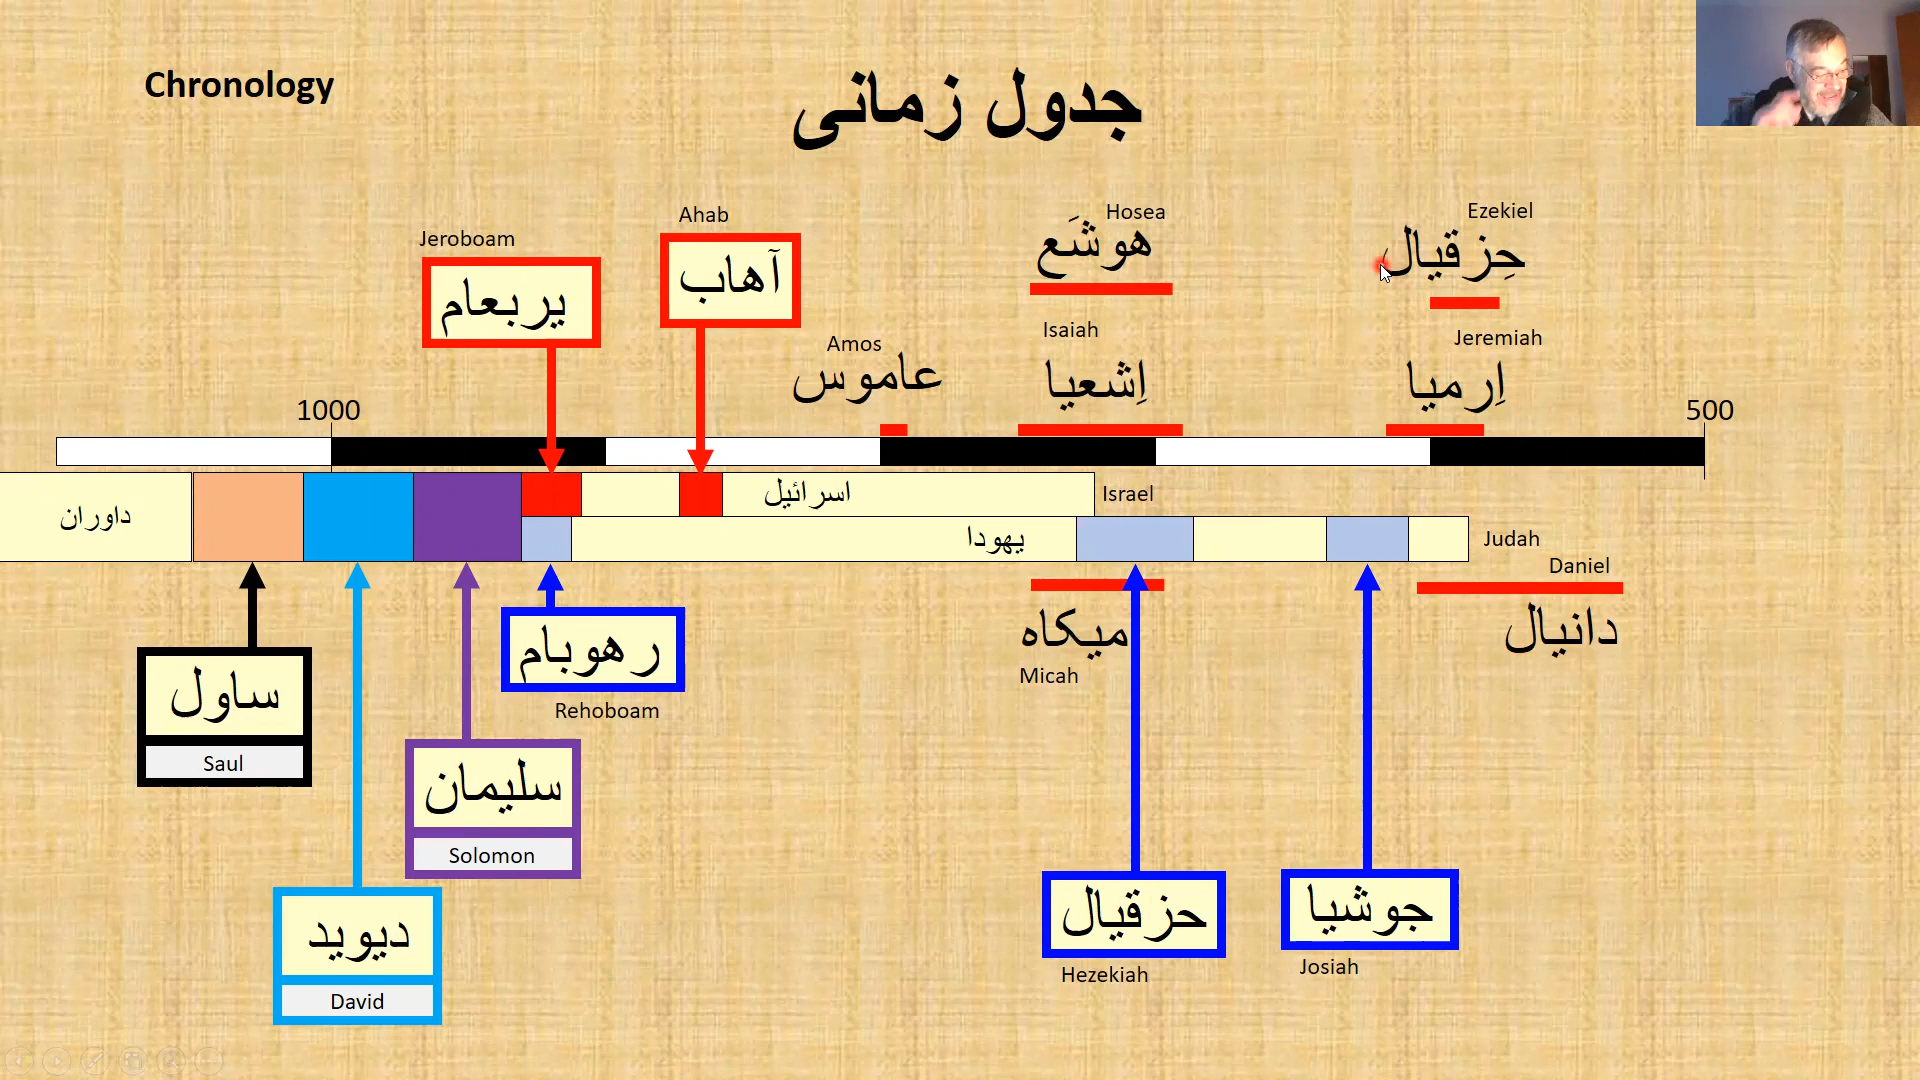 Chronology
جدول زمانی
Jeroboam
یربعام
Ahab
آهاب
Amos
عاموس
Hosea
هوشَع
Isaiah
اِشعیا
Ezekiel
حِزقیال
Jeremiah
اِرمیا
1000
500
داوران
اسرائیل
Israel
یهودا
Judah
Daniel
دانیال
میکاه
Micah
رهوبام
Rehoboam
ساول
Saul
سلیمان
Solomon
دیوید
David
حزقیال
Hezekiah
جوشیا
Josiah